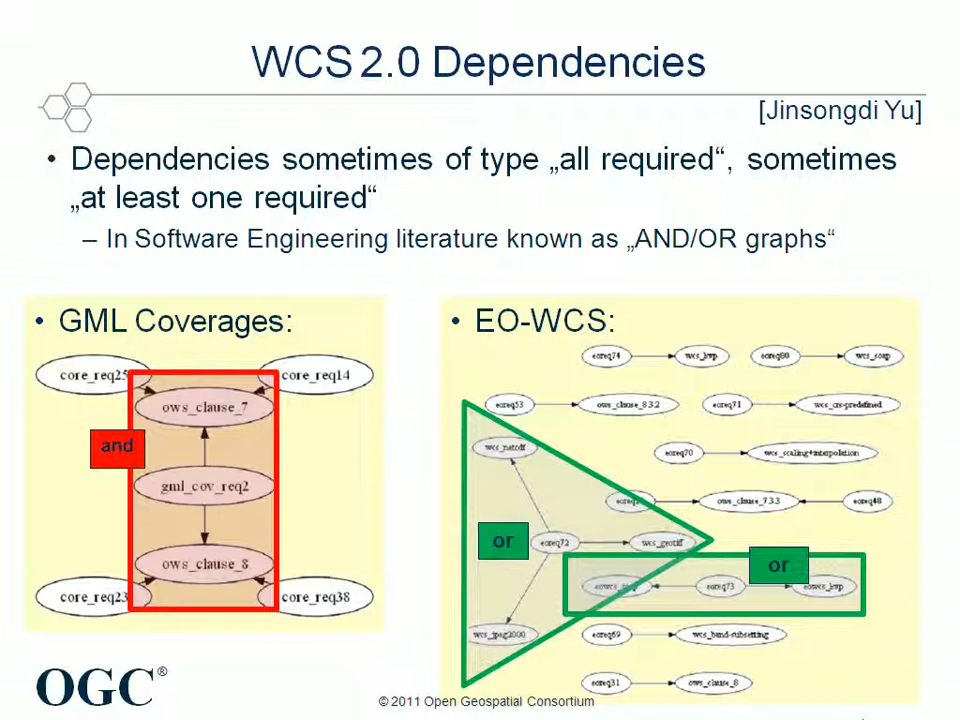 WCS 2.0 Dependencies
[Jinsongdi Yu]
• Dependencies sometimes of type „all required“, sometimes
„at least one required“
– In Software Engineering literature known as „AND/OR graphs“
• GML Coverages:
core_req25
core_req14
ows_clause_7
and
gml_cov_req2
ows_clause_8
core_req23
core_req38
• EO-WCS:
eoreq74
wcs_kvp
eoreq80
wcs_soap
eoreq53
ows_clause_8.3.2
eoreq71
wcs_crs-predefined
wcs_netcdf
eoreq70
wcs_scaling+interpolation
ows_clause_7.3.3
eoreq48
or
eoreq72
wcs_geotiff
or
eoreq73
eowcs_kvp
wcs_jpeg2000
eoreq69
wcs_band-subsetting
eoreq31
ows_clause_8
OGC®
© 2011 Open Geospatial Consortium